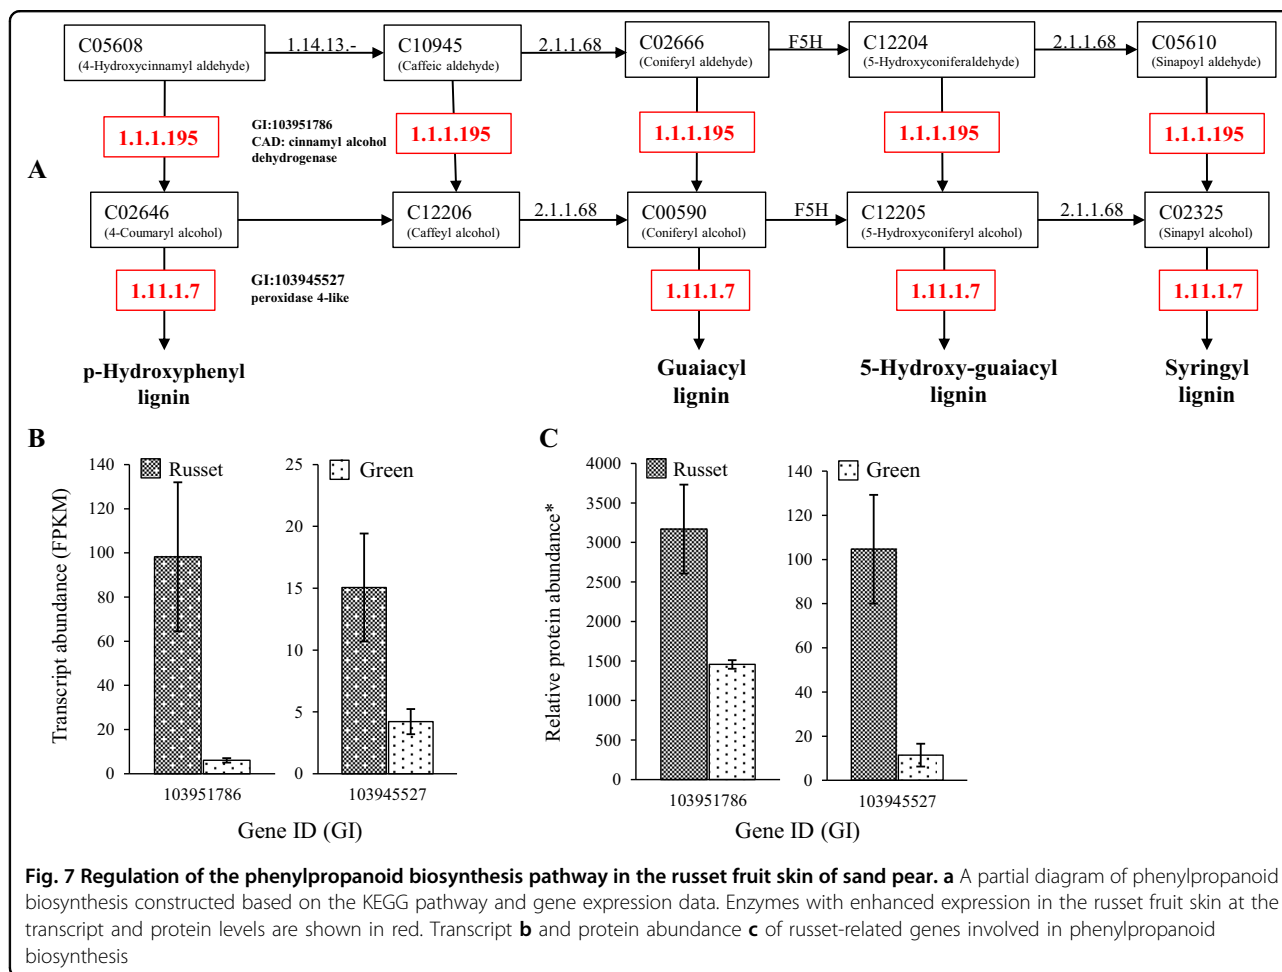 C05608 1.14.13.- C10945 2.1.1.68 C02666 F5H C12204 2.1.1.68 C05610
(4-Hydroxycinnamyl aldehyde) (Caffeic aldehyde) (Coniferyl aldehyde) (5-Hydroxyconiferaldehyde) (Sinapoyl aldehyde)
1.1.1.195 GI:103951786 1.1.1.195 1.1.1.195 1.1.1.195 1.1.1.195
CAD: cinnamyl alcohol
dehydrogenase
A
C02646 C12206 2.1.1.68 C00590 F5H C12205 2.1.1.68 C02325
(4-Coumaryl alcohol) (Caffeyl alcohol) (Coniferyl alcohol) (5-Hydroxyconiferyl alcohol) (Sinapyl alcohol)
1.11.1.7 GI:103945527 1.11.1.7 1.11.1.7 1.11.1.7
peroxidase 4-like
p-Hydroxyphenyl Guaiacyl 5-Hydroxy-guaiacyl Syringyl
lignin lignin lignin lignin
B
Transcript abundance (FPKM)
140
120
100
80
60
40
20
0
Russet
103951786
25
20
15
10
5
0
Green
103945527
Gene ID (GI)
C
Relative protein abundance*
4000
3500
3000
2500
2000
1500
1000
500
0
Russet
103951786
140
120
100
80
60
40
20
0
Green
103945527
Gene ID (GI)
Fig. 7 Regulation of the phenylpropanoid biosynthesis pathway in the russet fruit skin of sand pear. a A partial diagram of phenylpropanoid
biosynthesis constructed based on the KEGG pathway and gene expression data. Enzymes with enhanced expression in the russet fruit skin at the
transcript and protein levels are shown in red. Transcript b and protein abundance c of russet-related genes involved in phenylpropanoid
biosynthesis